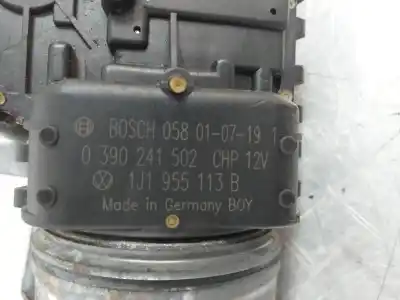 BOSCH 058 01-07-19 1
0 390 241 502 CHP 12V
1J1 955 113 B
Made in Germany BOY